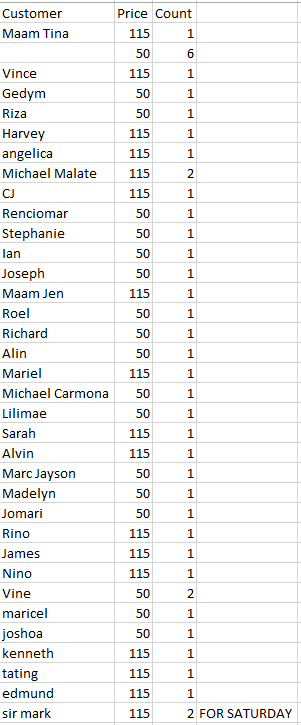 Customer Price Count
Maam Tina 115 1
50 6
Vince 115 1
Gedym 50 1
Riza 50 1
Harvey 115 1
angelica 115 1
Michael Malate 115 2
CJ 115 1
Renciomar 50 1
Stephanie 50 1
Ian 50 1
Joseph 50 1
Maam Jen 115 1
Roel 50 1
Richard 50 1
Alin 50 1
Mariel 115 1
Michael Carmona 50 1
Lilimae 50 1
Sarah 115 1
Alvin 115 1
Marc Jayson 50 1
Madelyn 50 1
Jomari 50 1
Rino 115 1
James 115 1
Nino 115 1
Vine 50 2
maricel 50 1
joshoa 50 1
kenneth 115 1
tating 115 1
edmund 115 1
sir mark 115 2 FOR SATURDAY